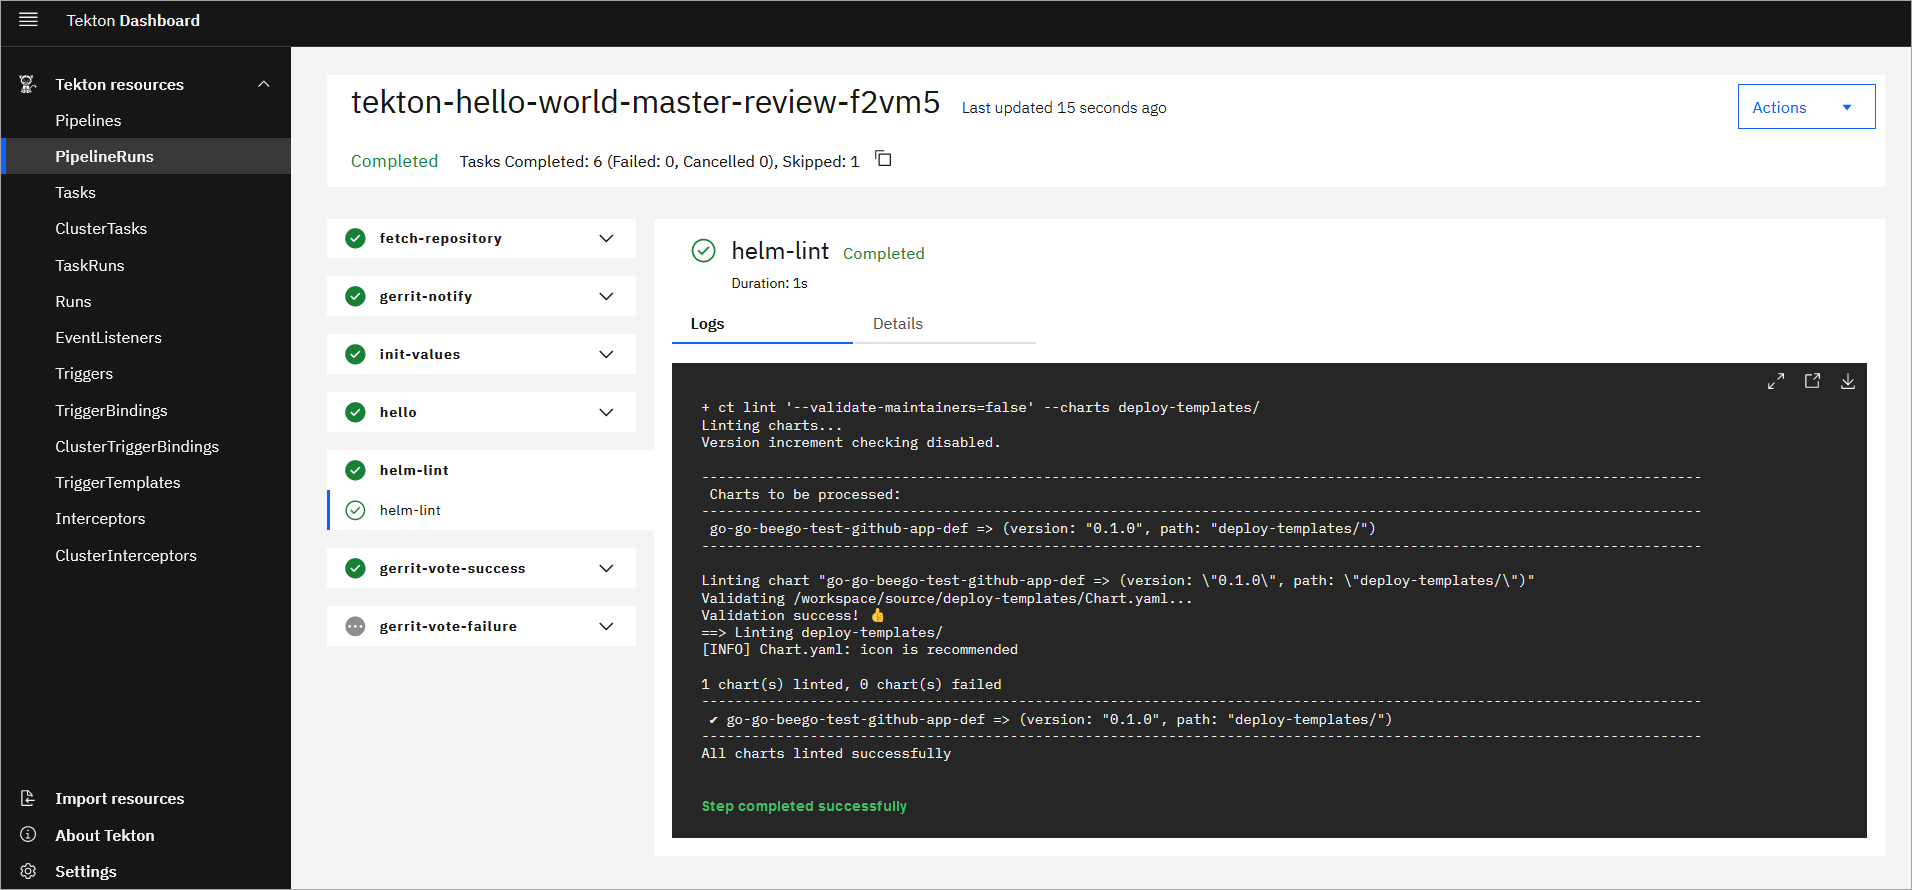 Tekton Dashboard
Tekton resources
Pipelines
PipelineRuns
Tasks
ClusterTasks
TaskRuns
Runs
EventListeners
Triggers
TriggerBindings
ClusterTriggerBindings
TriggerTemplates
Interceptors
ClusterInterceptors
Import resources
About Tekton
Settings
tekton-hello-world-master-review-f2vm5 Last updated 15 seconds ago
Actions
Completed Tasks Completed: 6 (Failed: 0, Cancelled 0), Skipped: 1
fetch-repository
gerrit-notify
init-values
hello
helm-lint
helm-lint
gerrit-vote-success
gerrit-vote-failure
helm-lint Completed
Duration: 1s
Logs Details
+ ct lint '--validate-maintainers=false' --charts deploy-templates/
Linting charts...
Version increment checking disabled.
------------------------------------------------------------------------------------------------------------------------
Charts to be processed:
------------------------------------------------------------------------------------------------------------------------
go-go-beego-test-github-app-def => (version: "0.1.0", path: "deploy-templates/")
------------------------------------------------------------------------------------------------------------------------
Linting chart "go-go-beego-test-github-app-def => (version: \"0.1.0\", path: \"deploy-templates/\")"
Validating /workspace/source/deploy-templates/Chart.yaml...
Validation success! 👍
==> Linting deploy-templates/
[INFO] Chart.yaml: icon is recommended
1 chart(s) linted, 0 chart(s) failed
------------------------------------------------------------------------------------------------------------------------
✔ go-go-beego-test-github-app-def => (version: "0.1.0", path: "deploy-templates/")
------------------------------------------------------------------------------------------------------------------------
All charts linted successfully
Step completed successfully